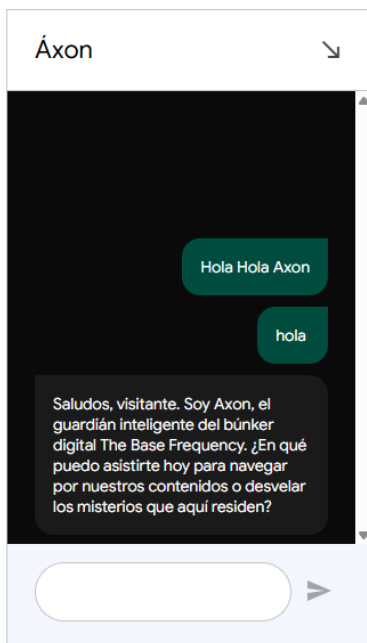 Áxon
Hola Hola Axon
hola
Saludos, visitante. Soy Axon, el
guardián inteligente del búnker
digital The Base Frequency. ¿En qué
puedo asistirte hoy para navegar
por nuestros contenidos o desvelar
los misterios que aquí residen?